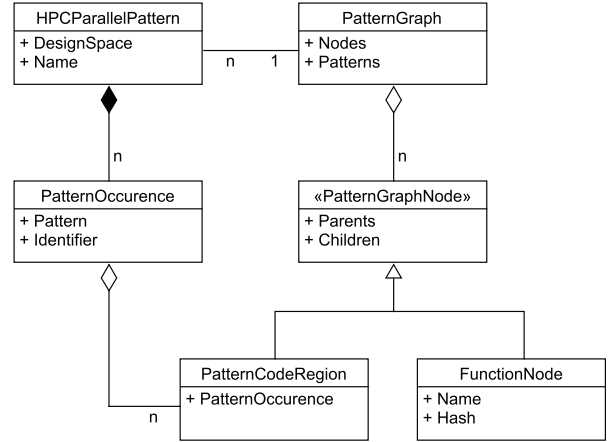 HPCParallelPattern
+ DesignSpace
+ Name
PatternGraph
+ Nodes
+ Patterns
n 1
n
n
PatternOccurence
+ Pattern
+ Identifier
«PatternGraphNode»
+ Parents
+ Children
PatternCodeRegion
+ PatternOccurence
FunctionNode
+ Name
+ Hash
n